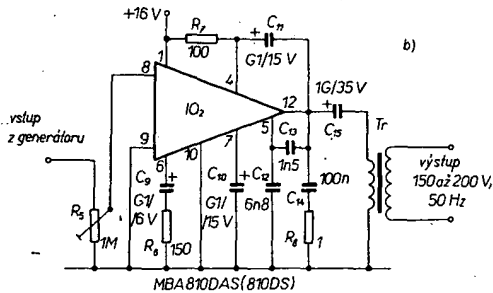 +16 V
R7
100
C11
G1/15 V
b)
1
8
4
1G/35 V
vstup
z generátoru
IO2
12
C15
Tr
9
10
7
5
C13
1n5
6
C9
G1/
/6 V
C10
G1/
/15 V
C12
6n8
100n
C14
výstup
150 až 200 V,
50 Hz
R5
1M
R6
150
R8
1
MBA810DAS (810DS)